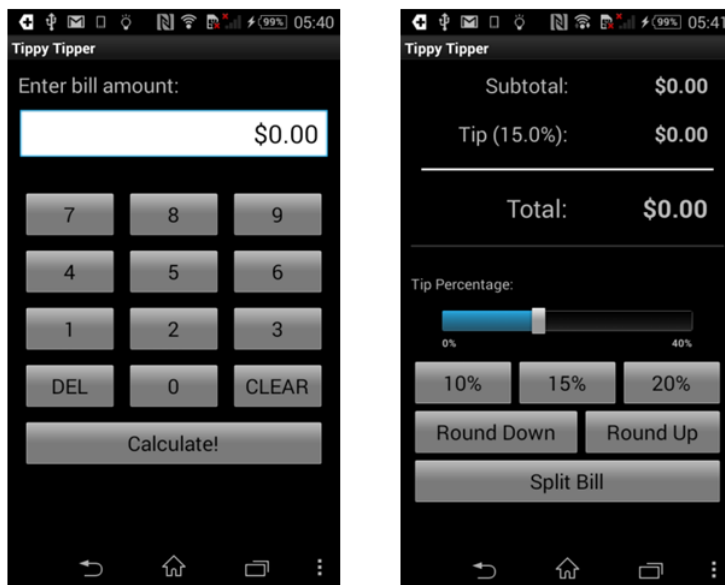 99% 05:40
Tippy Tipper
Enter bill amount:
$0.00
7 8 9
4 5 6
1 2 3
DEL 0 CLEAR
Calculate!
99% 05:41
Tippy Tipper
Subtotal: $0.00
Tip (15.0%): $0.00
Total: $0.00
Tip Percentage:
0% 40%
10% 15% 20%
Round Down Round Up
Split Bill